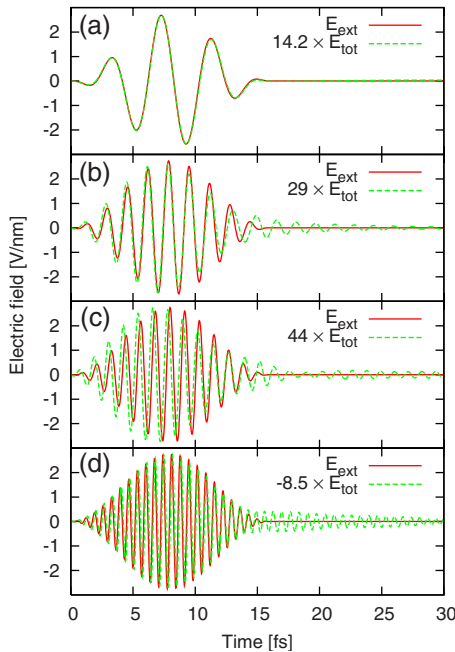 (a)
E_ext
14.2 × E_tot
2
1
0
-1
-2
(b)
E_ext
29 × E_tot
2
1
0
-1
-2
Electric field [V/nm]
(c)
E_ext
44 × E_tot
2
1
0
-1
-2
(d)
E_ext
-8.5 × E_tot
2
1
0
-1
-2
0 5 10 15 20 25 30
Time [fs]